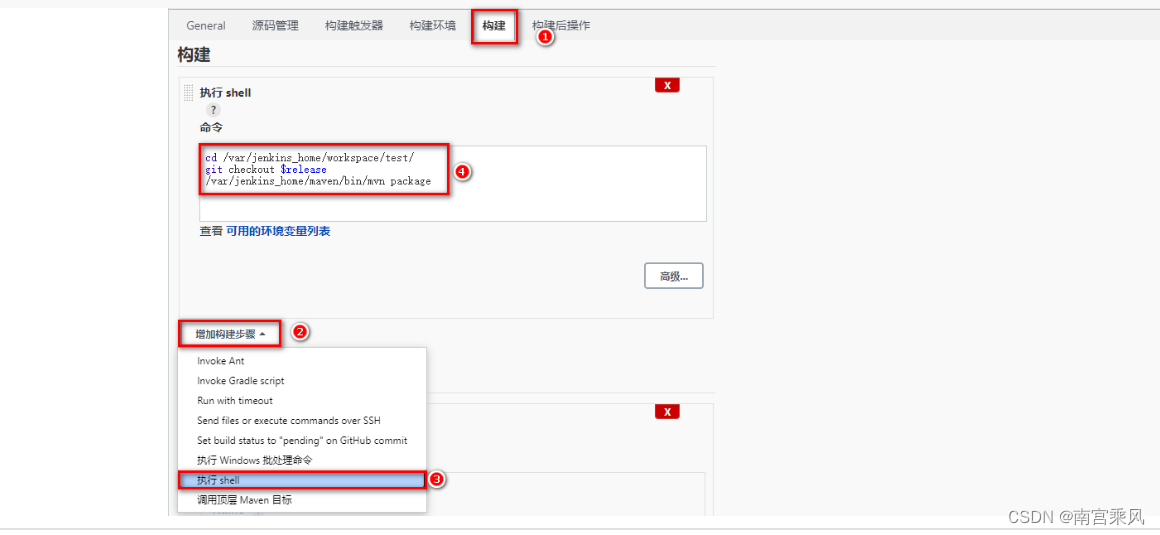 General 源码管理 构建触发器 构建环境 构建 构建后操作
1
构建
X
执行 shell
?
命令
cd /var/jenkins_home/workspace/test/
git checkout $release
/var/jenkins_home/maven/bin/mvn package
4
查看 可用的环境变量列表
高级...
增加构建步骤
2
Invoke Ant
Invoke Gradle script
Run with timeout
X
Send files or execute commands over SSH
Set build status to "pending" on GitHub commit
执行 Windows 批处理命令
执行 shell
3
调用顶层 Maven 目标
CSDN @南宫乘风